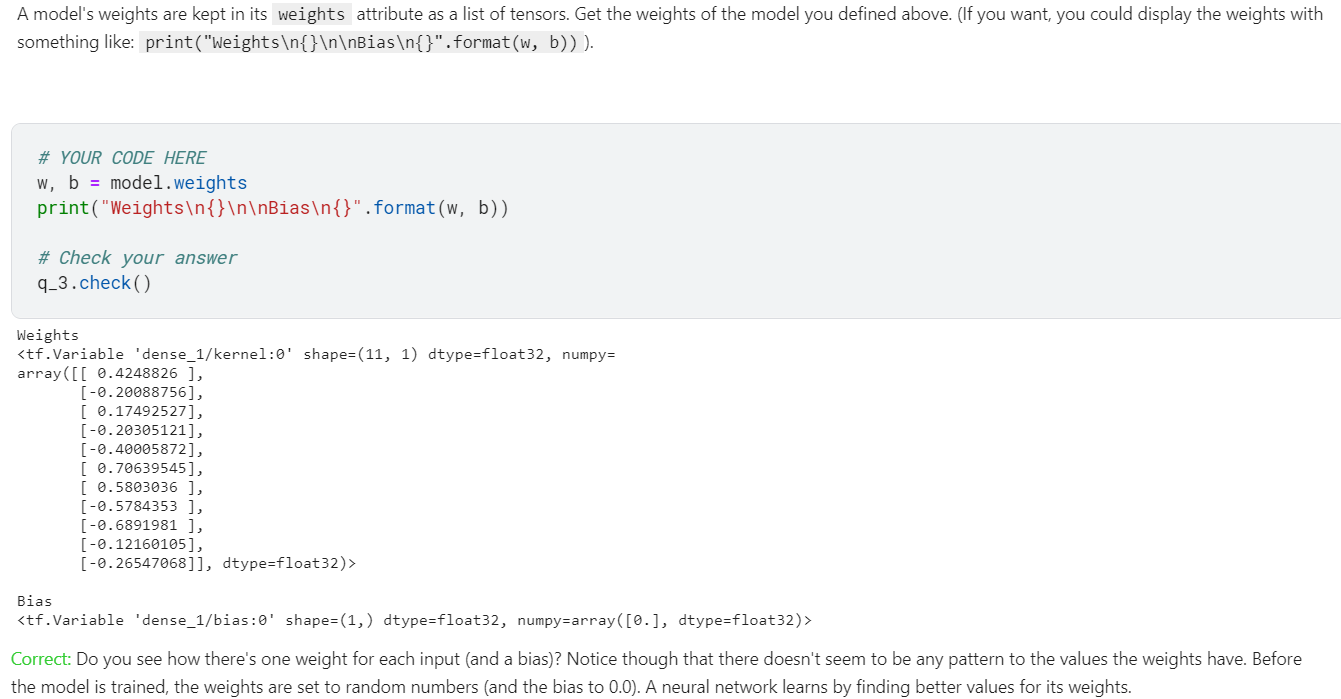 A model's weights are kept in its weights attribute as a list of tensors. Get the weights of the model you defined above. (If you want, you could display the weights with
something like: print("Weights\n{}\n\nBias\n{}".format(w, b)) ).
# YOUR CODE HERE
w, b = model.weights
print("Weights\n{}\n\nBias\n{}".format(w, b))
# Check your answer
q_3.check()
Weights
<tf.Variable 'dense_1/kernel:0' shape=(11, 1) dtype=float32, numpy=
array([[ 0.4248826 ],
[-0.20088756],
[ 0.17492527],
[-0.20305121],
[-0.40005872],
[ 0.70639545],
[ 0.5803036 ],
[-0.5784353 ],
[-0.6891981 ],
[-0.12160105],
[-0.26547068]], dtype=float32)>
Bias
<tf.Variable 'dense_1/bias:0' shape=(1,) dtype=float32, numpy=array([0.], dtype=float32)>
Correct: Do you see how there's one weight for each input (and a bias)? Notice though that there doesn't seem to be any pattern to the values the weights have. Before
the model is trained, the weights are set to random numbers (and the bias to 0.0). A neural network learns by finding better values for its weights.